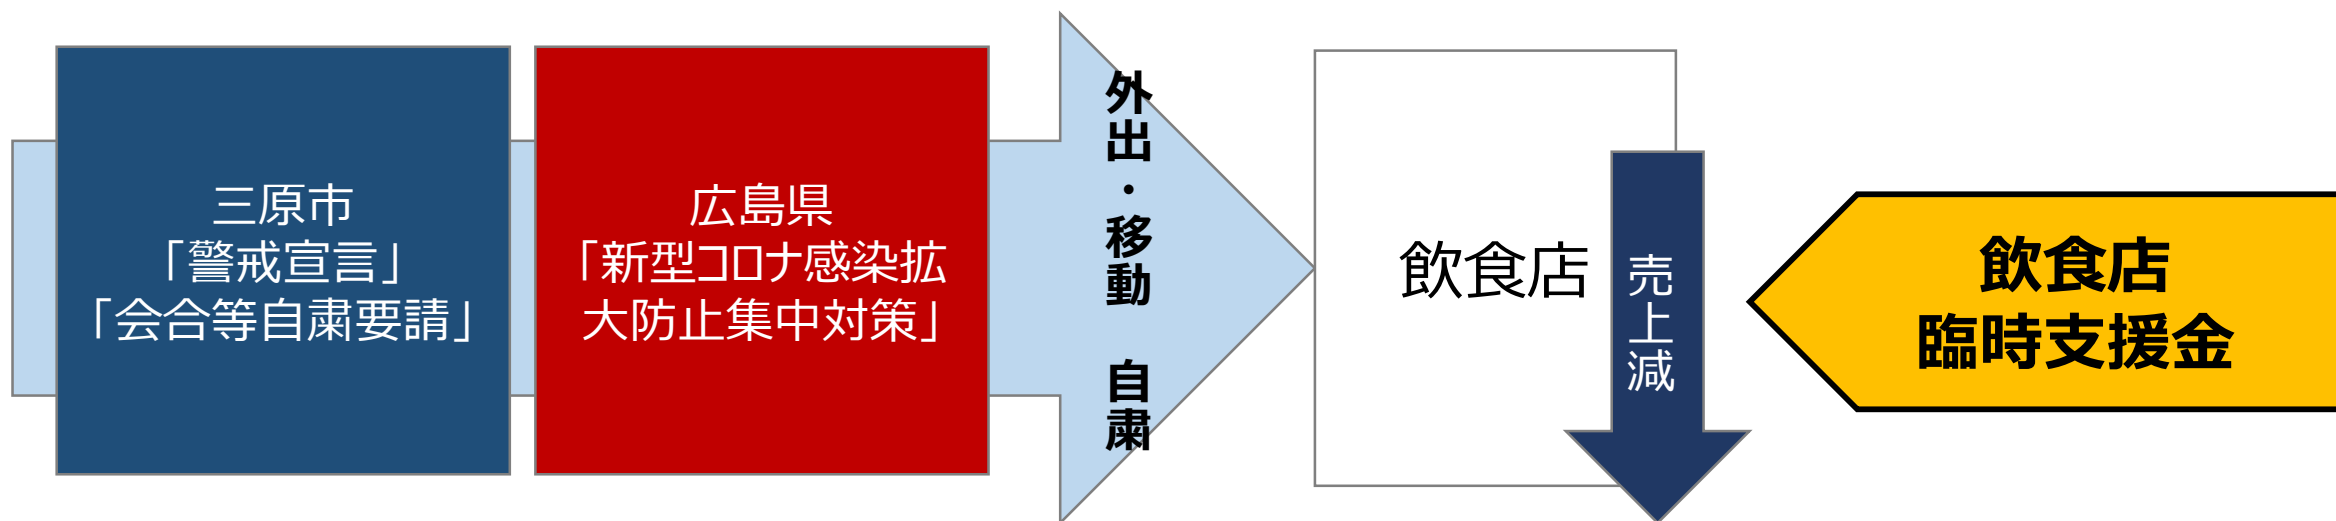 三原市
「警戒宣言」
「会合等自粛要請」
広島県
「新型コロナ感染拡
大防止集中対策」
外出・移動　自粛
飲食店
売上減
飲食店
臨時支援金